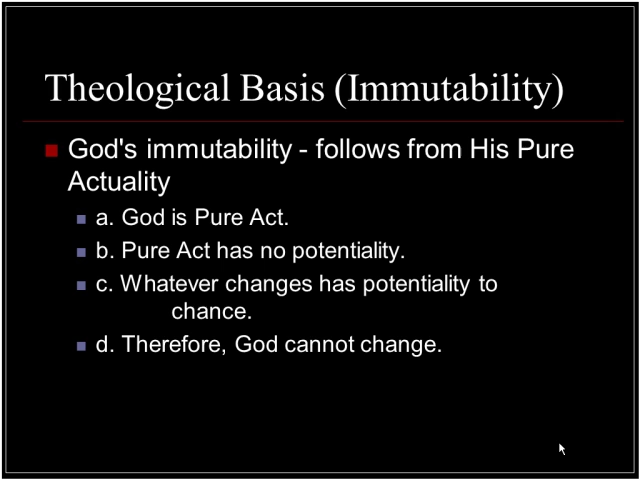 Theological Basis (Immutability)
God's immutability - follows from His Pure
Actuality
a. God is Pure Act.
b. Pure Act has no potentiality.
c. Whatever changes has potentiality to
chance.
d. Therefore, God cannot change.